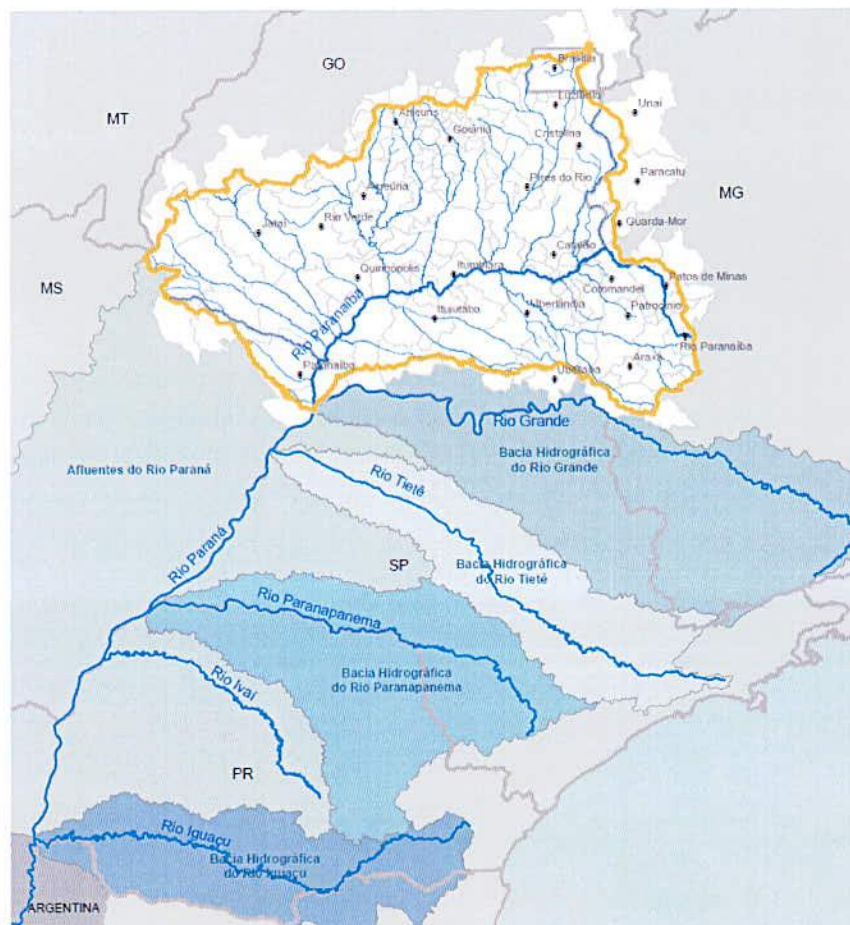 GO
Brasília
MT
Luziânia
Unaí
Anicuns
Goiânia
Cristalina
Pires do Rio
Paracatu
MG
Rio Verde
Guarda-Mor
Jataí
Catalão
MS
Quirinópolis
Itumbiara
Coromandel
Patos de Minas
Rio Paranaíba
Ituiutaba
Uberlândia
Patrocínio
Rio Paranaíba
Paranaíba
Araxá
Uberaba
Rio Grande
Bacia Hidrográfica
do Rio Grande
Afluentes do Rio Paraná
Rio Tietê
Rio Paraná
SP
Bacia Hidrográfica
do Rio Tietê
Rio Paranapanema
Bacia Hidrográfica
do Rio Paranapanema
Rio Ivaí
PR
Rio Iguaçu
Bacia Hidrográfica
do Rio Iguaçu
ARGENTINA